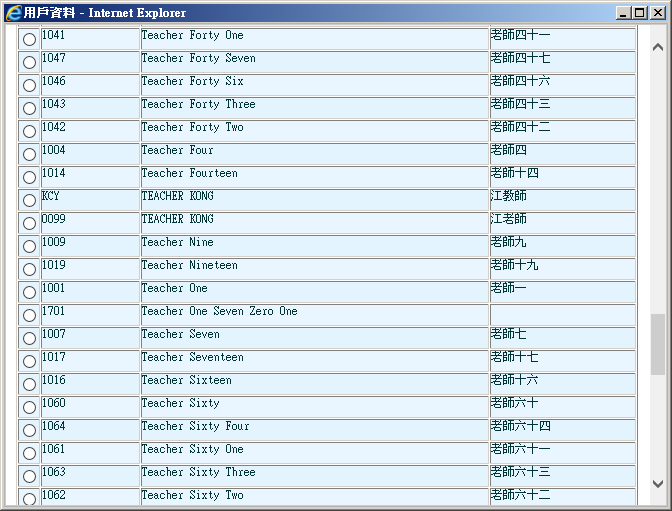 用戶資料 - Internet Explorer
1041 Teacher Forty One 老師四十一
1047 Teacher Forty Seven 老師四十七
1046 Teacher Forty Six 老師四十六
1043 Teacher Forty Three 老師四十三
1042 Teacher Forty Two 老師四十二
1004 Teacher Four 老師四
1014 Teacher Fourteen 老師十四
KCY TEACHER KONG 江教師
0099 TEACHER KONG 江老師
1009 Teacher Nine 老師九
1019 Teacher Nineteen 老師十九
1001 Teacher One 老師一
1701 Teacher One Seven Zero One
1007 Teacher Seven 老師七
1017 Teacher Seventeen 老師十七
1016 Teacher Sixteen 老師十六
1060 Teacher Sixty 老師六十
1064 Teacher Sixty Four 老師六十四
1061 Teacher Sixty One 老師六十一
1063 Teacher Sixty Three 老師六十三
1062 Teacher Sixty Two 老師六十二